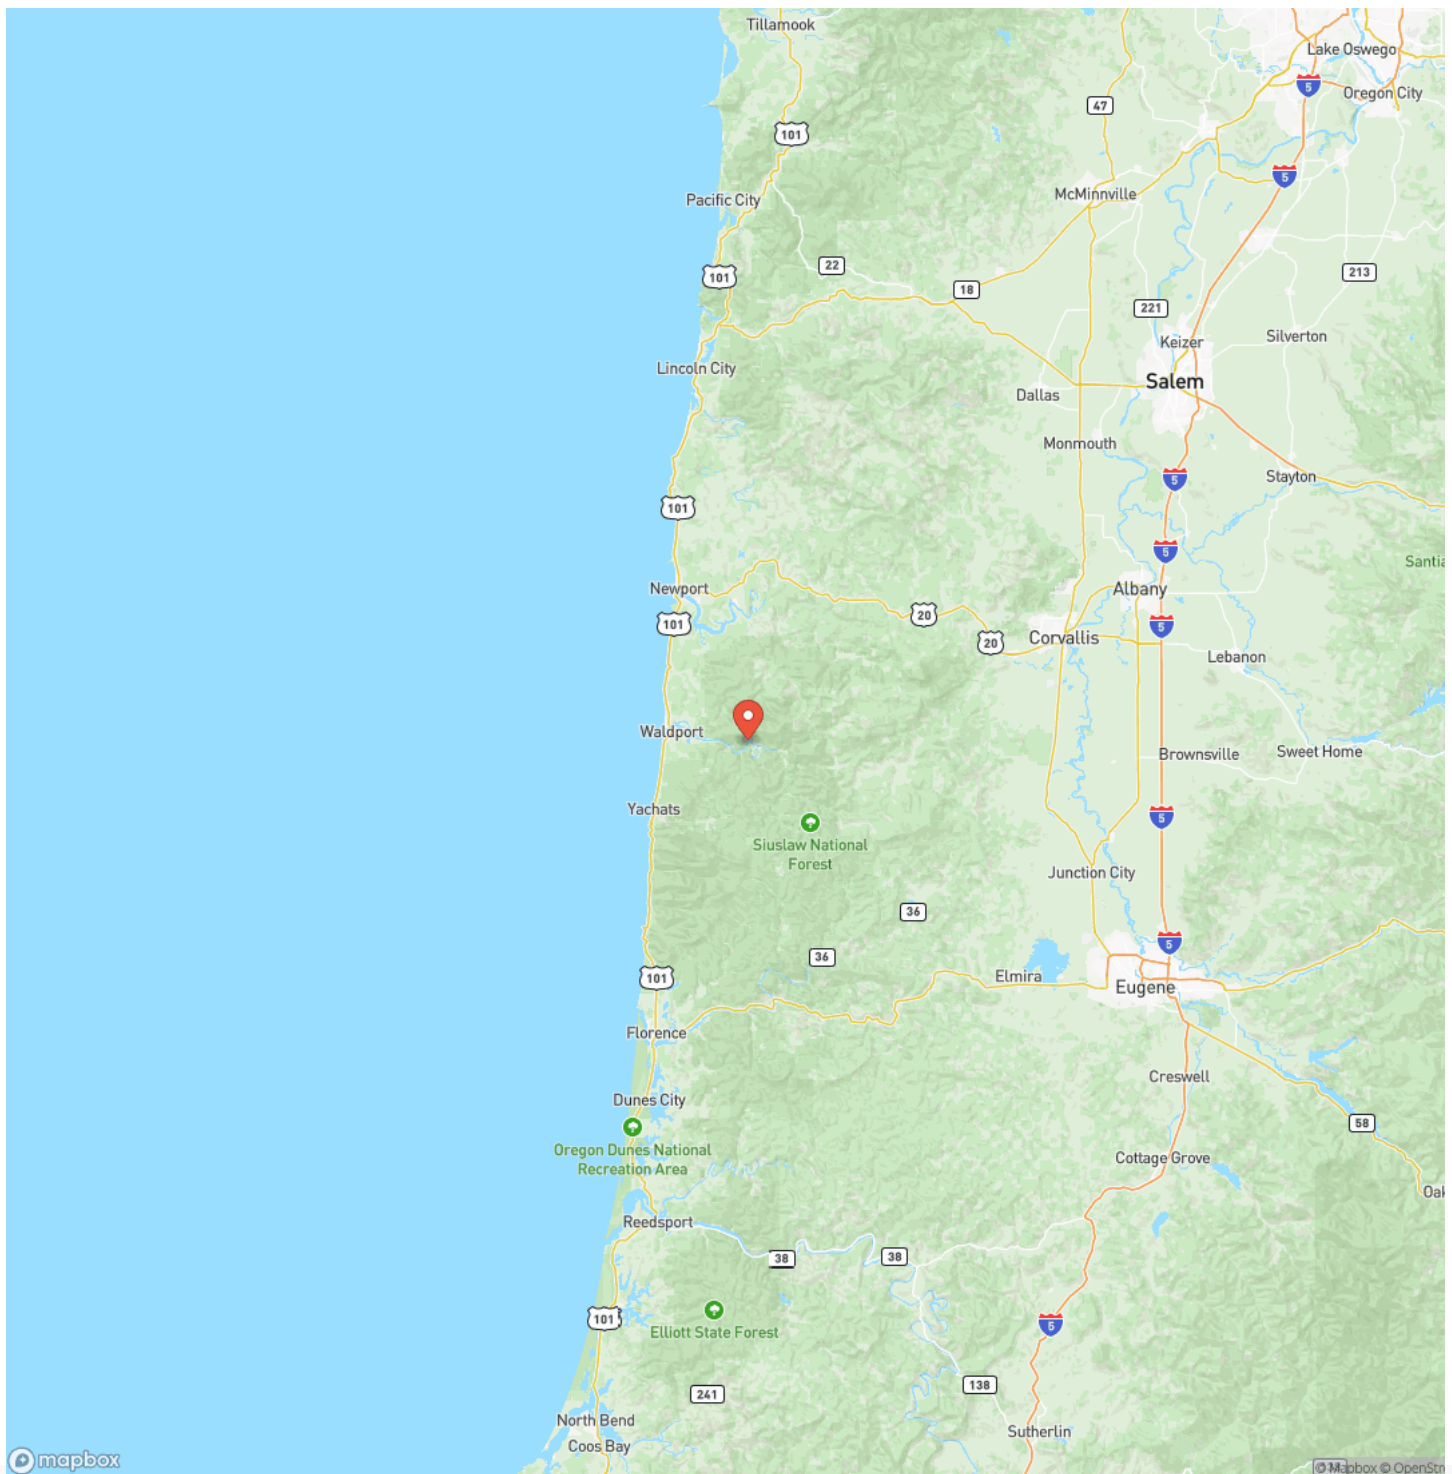 Tillamook
Lake Oswego
5
Oregon City
47
101
5
McMinnville
Pacific City
22
213
101
18
221
Silverton
Keizer
Lincoln City
Salem
Dallas
Monmouth
Stayton
5
101
5
Santia
Newport
Albany
20
101
5
Corvallis
20
Lebanon
Waldport
Brownsville
Sweet Home
Yachats
5
Siuslaw National
Forest
Junction City
36
5
36
101
Elmira
Eugene
Florence
Creswell
Dunes City
58
Oregon Dunes National
Recreation Area
Cottage Grove
Oak
Reedsport
38
38
101
5
Elliott State Forest
138
241
North Bend
Sutherlin
Coos Bay
mapbox
© Mapbox © OpenStr